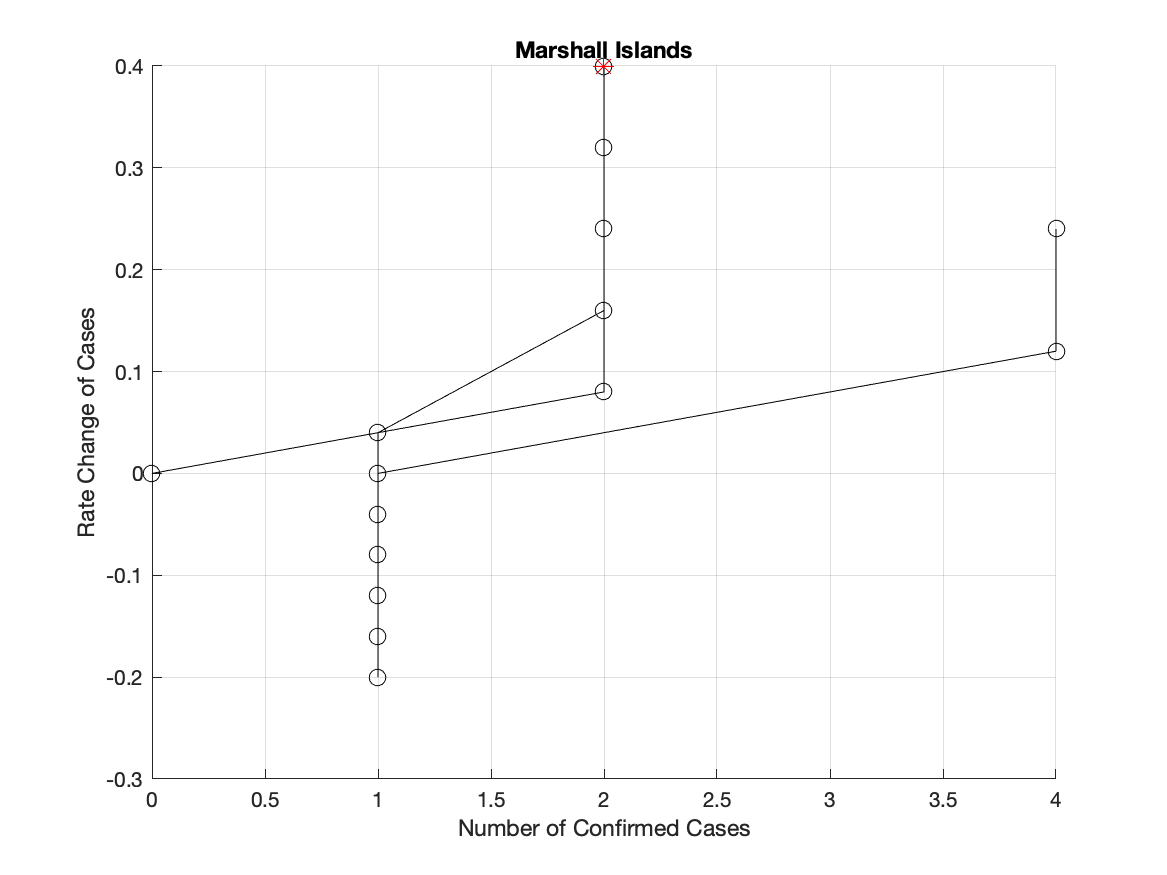 Marshall Islands
0.4
0.3
0.2
0.1
0
-0.1
-0.2
-0.3
Rate Change of Cases
0 0.5 1 1.5 2 2.5 3 3.5 4
Number of Confirmed Cases